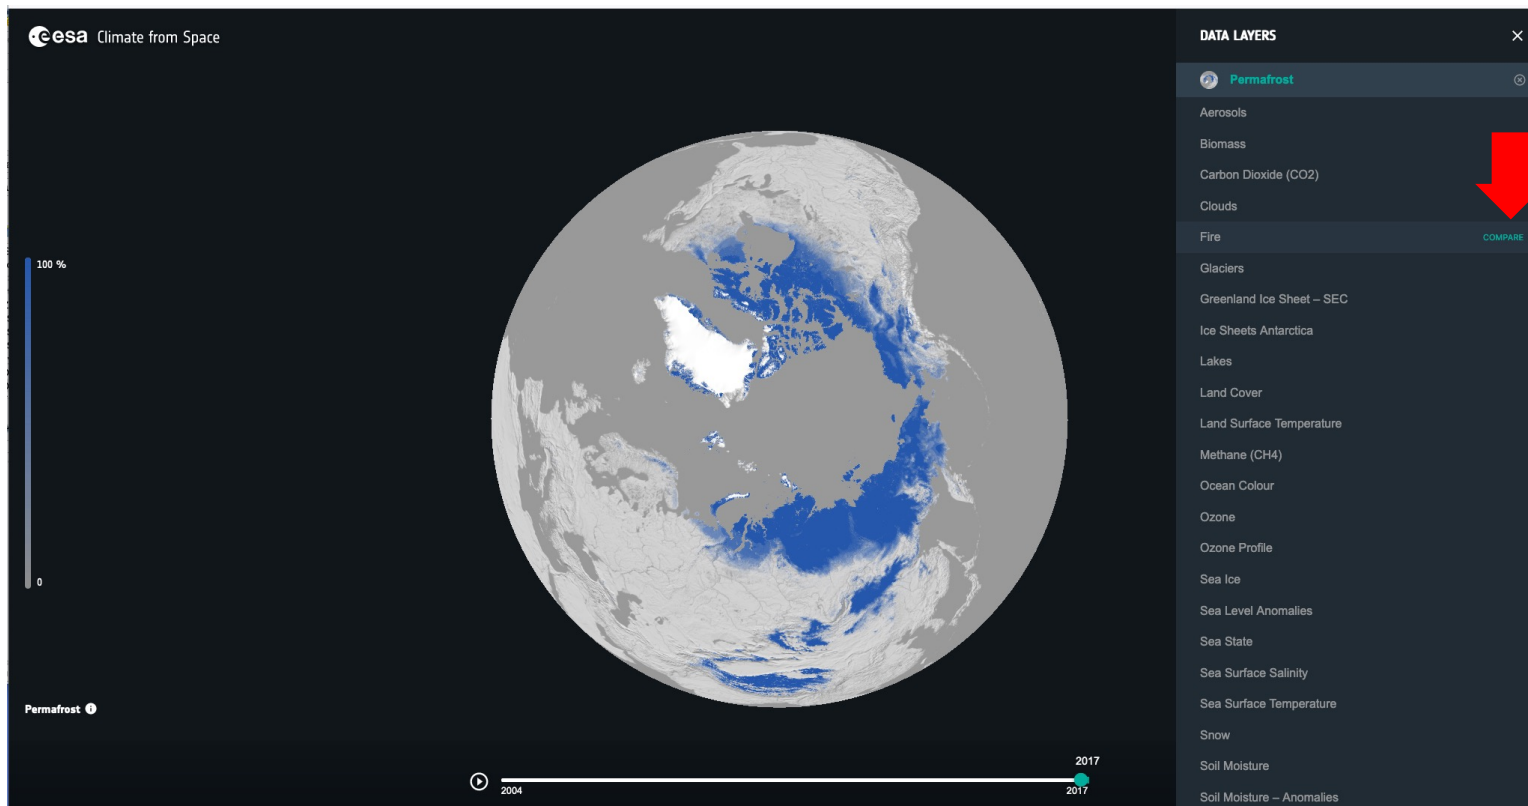 esa Climate from Space
100 %
0
Permafrost
2017
2004
2017
DATA LAYERS
Permafrost
Aerosols
Biomass
Carbon Dioxide (CO2)
Clouds
Fire COMPARE
Glaciers
Greenland Ice Sheet – SEC
Ice Sheets Antarctica
Lakes
Land Cover
Land Surface Temperature
Methane (CH4)
Ocean Colour
Ozone
Ozone Profile
Sea Ice
Sea Level Anomalies
Sea State
Sea Surface Salinity
Sea Surface Temperature
Snow
Soil Moisture
Soil Moisture – Anomalies